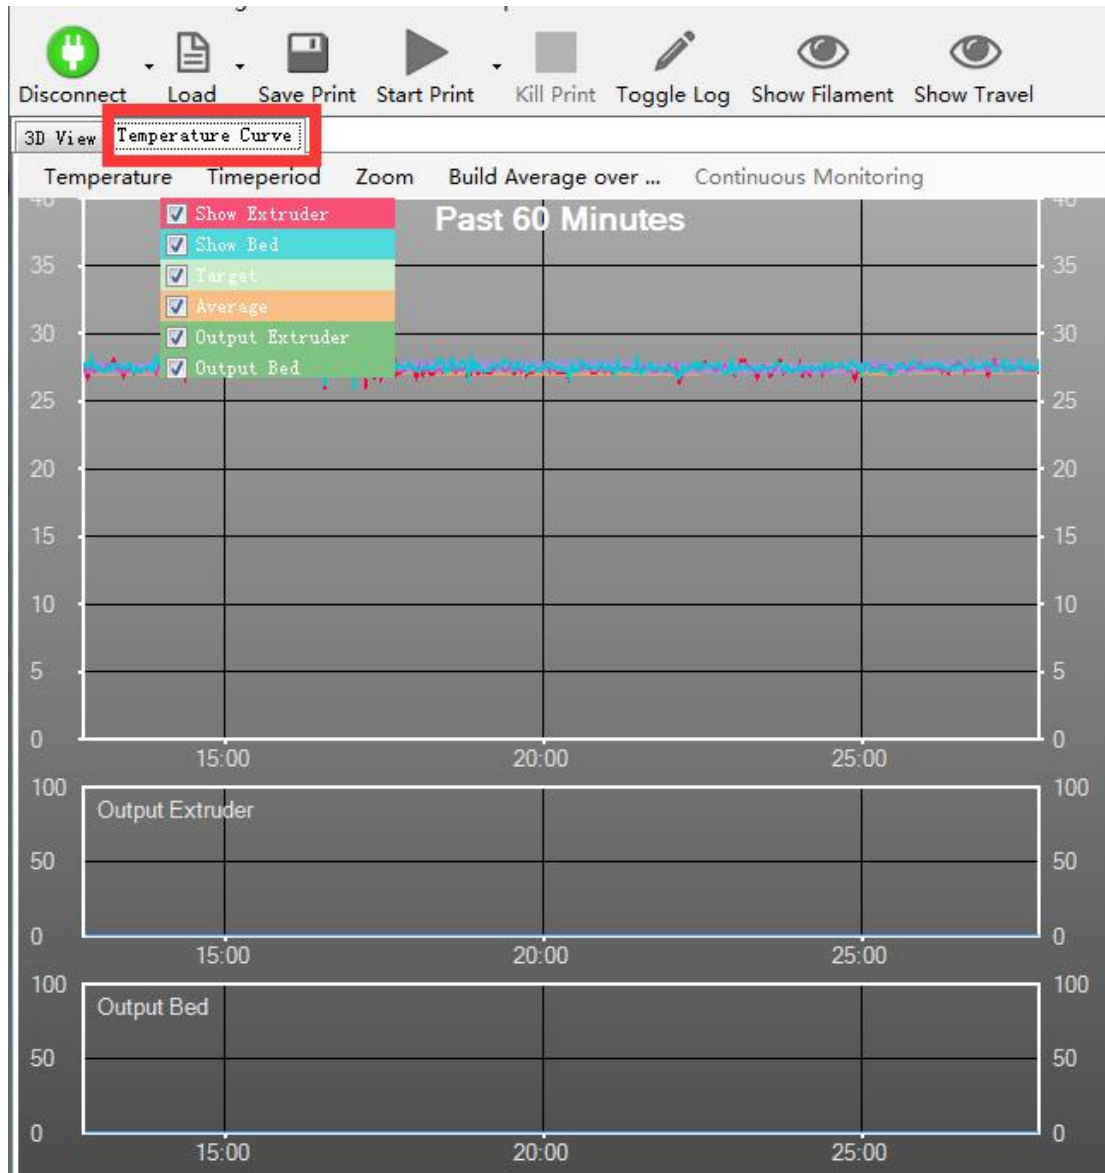 Disconnect Load Save Print Start Print Kill Print Toggle Log Show Filament Show Travel
3D View Temperature Curve
Temperature Timeperiod Zoom Build Average over ... Continuous Monitoring
40 Show Extruder Past 60 Minutes 40
Show Bed
35 Target 35
Average
30 Output Extruder 30
Output Bed
25 25
20 20
15 15
10 10
5 5
0 0
15:00 20:00 25:00
100 100
Output Extruder
50 50
0 0
15:00 20:00 25:00
100 100
Output Bed
50 50
0 0
15:00 20:00 25:00